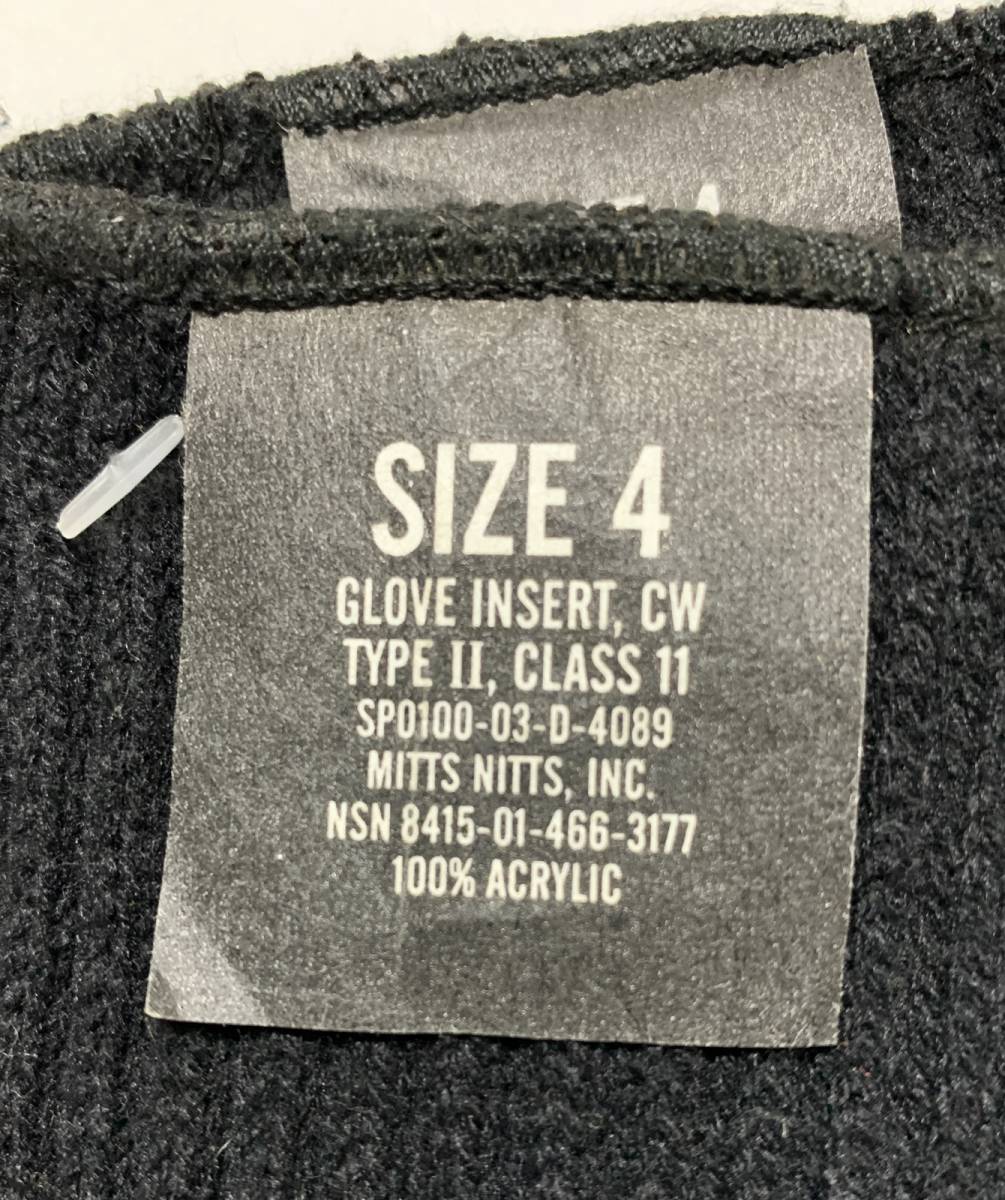 SIZE 4
GLOVE INSERT, CW
TYPE II, CLASS 11
SP0100-03-D-4089
MITTS NITTS, INC.
NSN 8415-01-466-3177
100% ACRYLIC